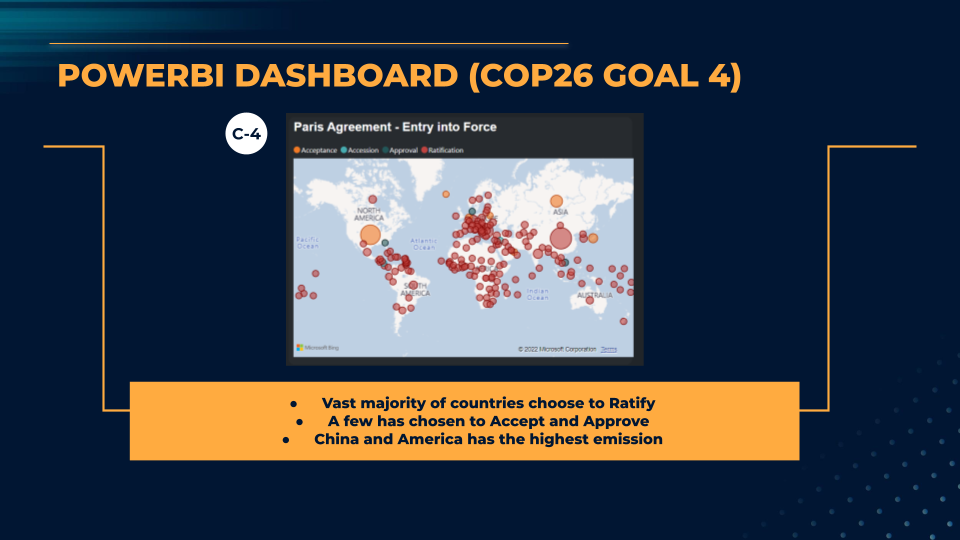 POWERBI DASHBOARD (COP26 GOAL 4)
C-4
Paris Agreement - Entry into Force
Acceptance Accession Approval Ratification
NORTH
AMERICA
ASIA
Pacific
Ocean
Atlantic
Ocean
SOUTH
AMERICA
Indian
Ocean
AUSTRALIA
Microsoft Bing
© 2022 Microsoft Corporation Terms
● Vast majority of countries choose to Ratify
● A few has chosen to Accept and Approve
● China and America has the highest emission